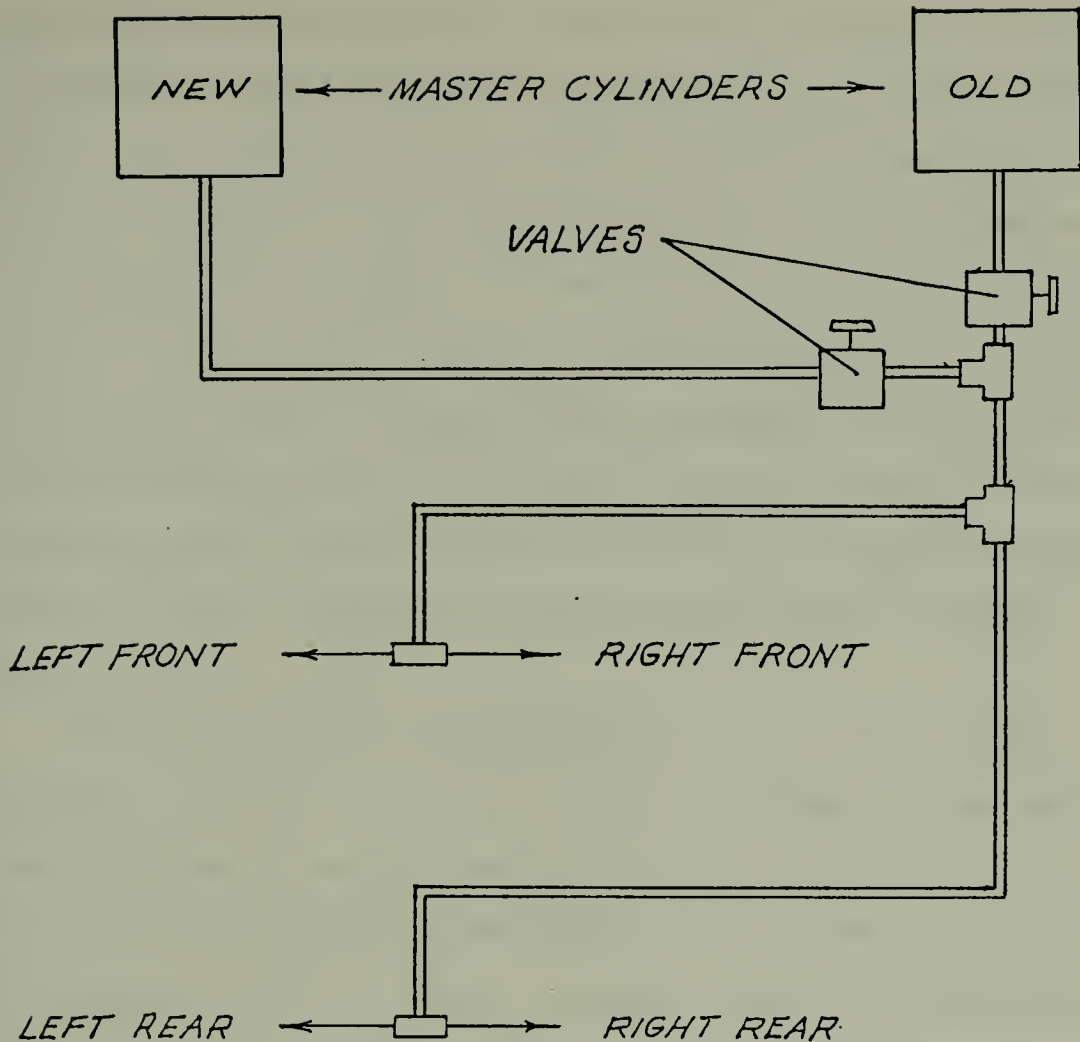 NEW
MASTER CYLINDERS
OLD
VALVES
LEFT FRONT
RIGHT FRONT
LEFT REAR
RIGHT REAR